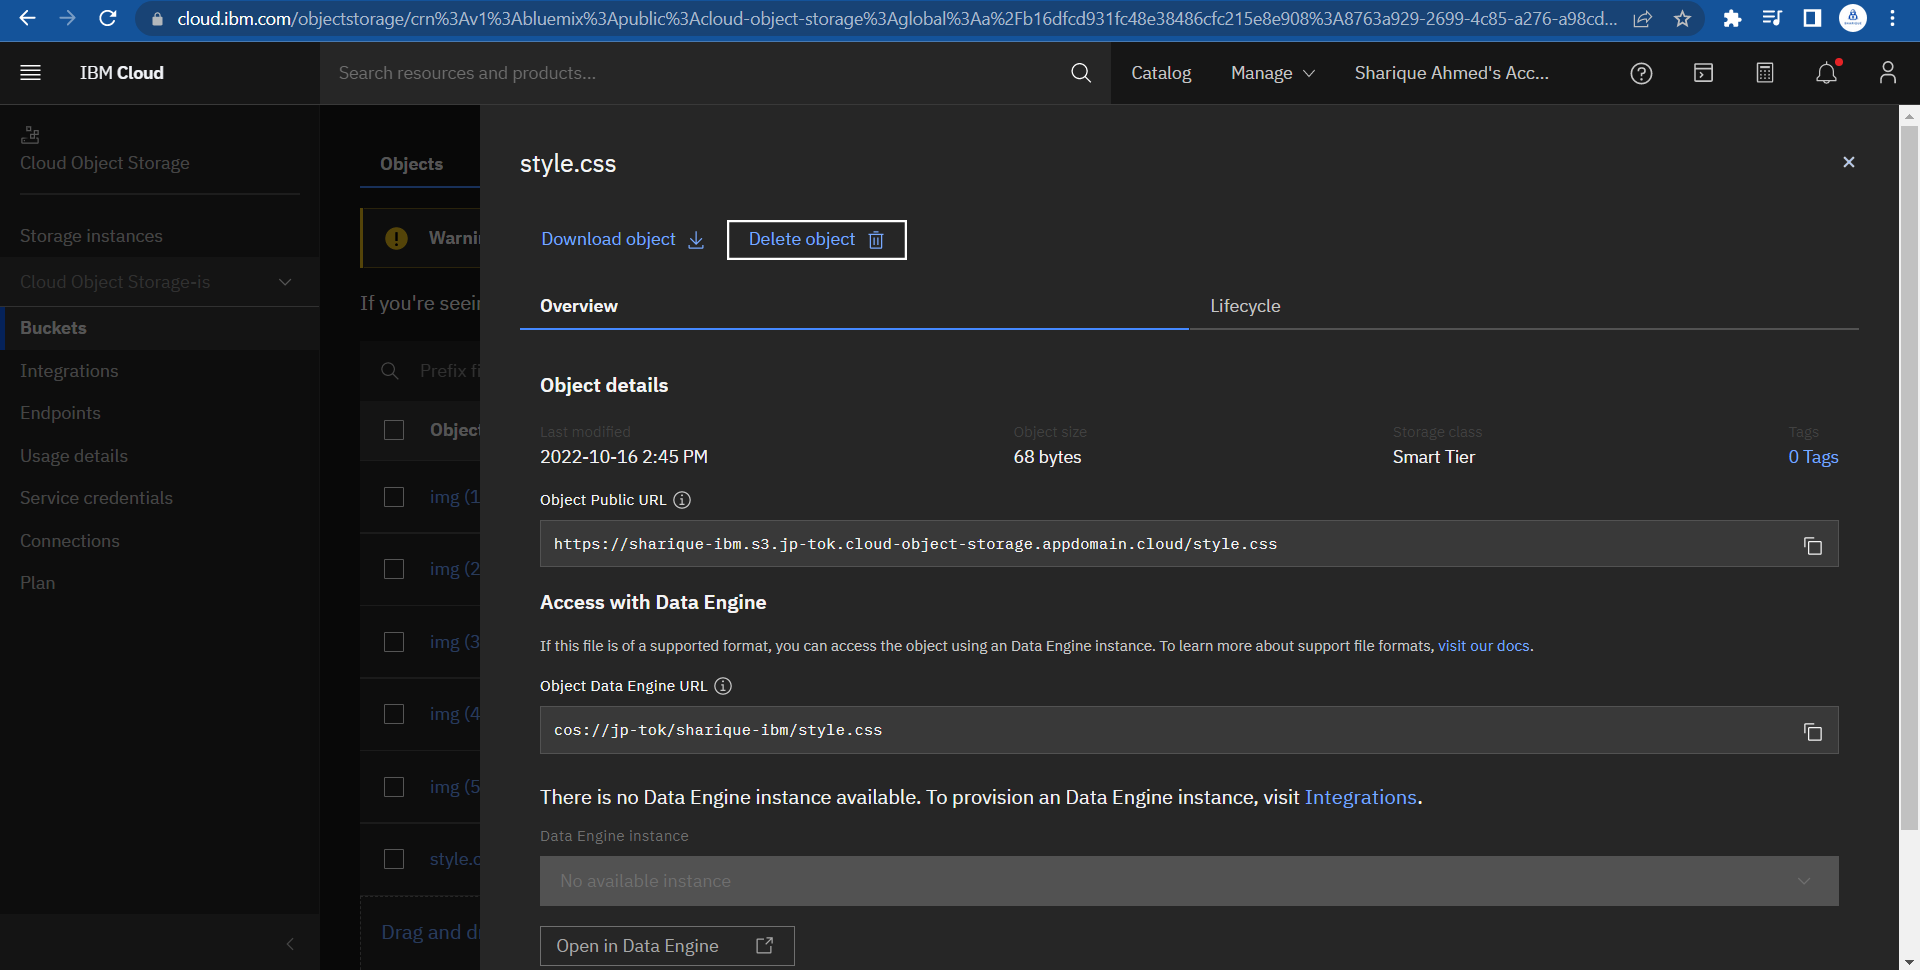 cloud.ibm.com/objectstorage/crn%3Av1%3Abluemix%3Apublic%3Acloud-object-storage%3Aglobal%3Aa%2Fb16dfcd931fc48e38486cfc215e8e908%3A8763a929-2699-4c85-a276-a98cd...
IBM Cloud
Search resources and products...
Catalog
Manage
Sharique Ahmed's Acc...
Cloud Object Storage
Storage instances
Cloud Object Storage-is
Buckets
Integrations
Endpoints
Usage details
Service credentials
Connections
Plan
Objects
Warni
If you're seei
Prefix fi
Object
img (1
img (2
img (3
img (4
img (5
style.c
Drag and d
style.css
Download object
Delete object
Overview
Lifecycle
Object details
Last modified
2022-10-16 2:45 PM
Object size
68 bytes
Storage class
Smart Tier
Tags
0 Tags
Object Public URL
https://sharique-ibm.s3.jp-tok.cloud-object-storage.appdomain.cloud/style.css
Access with Data Engine
If this file is of a supported format, you can access the object using an Data Engine instance. To learn more about support file formats, visit our docs.
Object Data Engine URL
cos://jp-tok/sharique-ibm/style.css
There is no Data Engine instance available. To provision an Data Engine instance, visit Integrations.
Data Engine instance
No available instance
Open in Data Engine